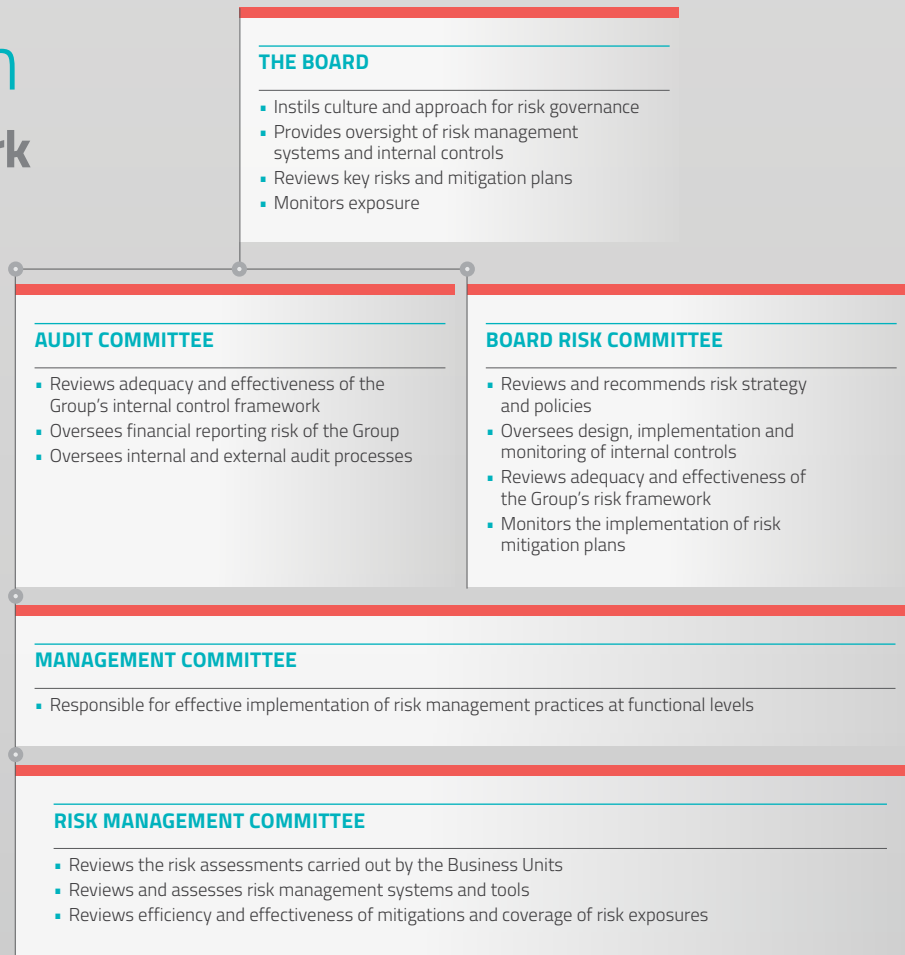 THE BOARD
▪ Instils culture and approach for risk governance
▪ Provides oversight of risk management
systems and internal controls
▪ Reviews key risks and mitigation plans
▪ Monitors exposure
AUDIT COMMITTEE
▪ Reviews adequacy and effectiveness of the
Group's internal control framework
▪ Oversees financial reporting risk of the Group
▪ Oversees internal and external audit processes
BOARD RISK COMMITTEE
▪ Reviews and recommends risk strategy
and policies
▪ Oversees design, implementation and
monitoring of internal controls
▪ Reviews adequacy and effectiveness of
the Group's risk framework
▪ Monitors the implementation of risk
mitigation plans
MANAGEMENT COMMITTEE
▪ Responsible for effective implementation of risk management practices at functional levels
RISK MANAGEMENT COMMITTEE
▪ Reviews the risk assessments carried out by the Business Units
▪ Reviews and assesses risk management systems and tools
▪ Reviews efficiency and effectiveness of mitigations and coverage of risk exposures